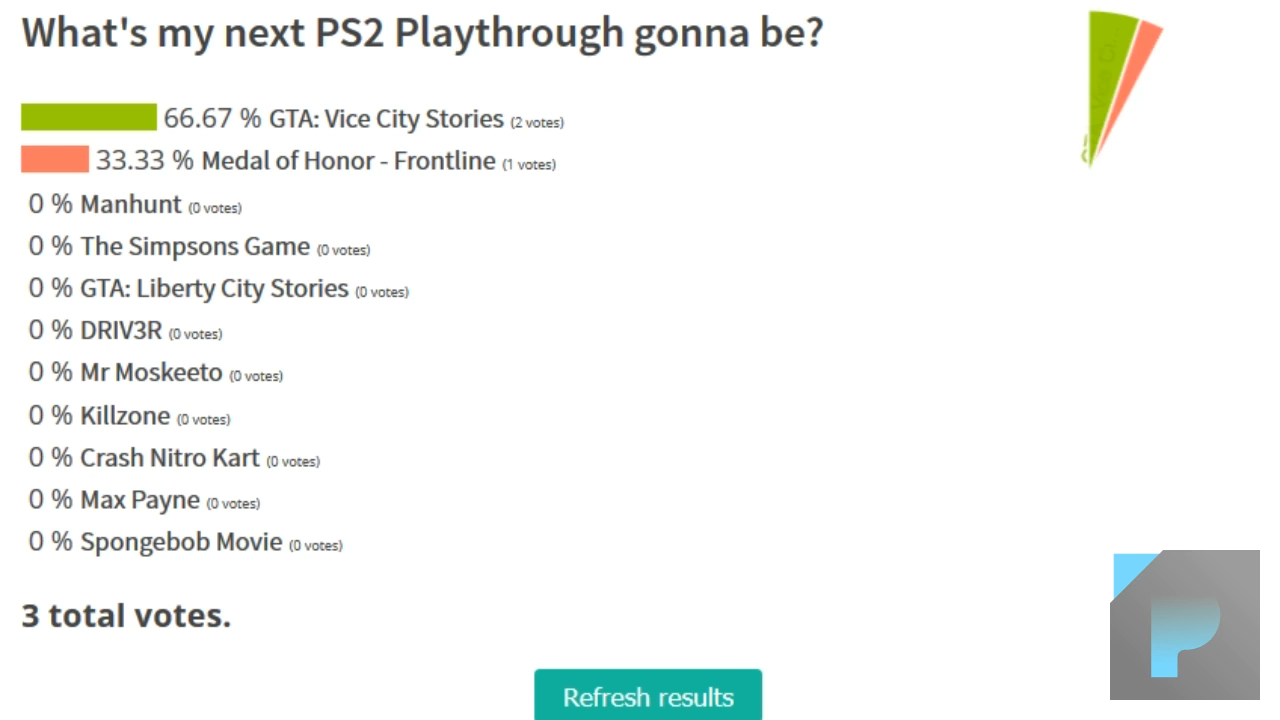 What's my next PS2 Playthrough gonna be?
66.67 % GTA: Vice City Stories (2 votes)
33.33 % Medal of Honor - Frontline (1 votes)
0 % Manhunt (0 votes)
0 % The Simpsons Game (0 votes)
0 % GTA: Liberty City Stories (0 votes)
0 % DRIV3R (0 votes)
0 % Mr Moskeeto (0 votes)
0 % Killzone (0 votes)
0 % Crash Nitro Kart (0 votes)
0 % Max Payne (0 votes)
0 % Spongebob Movie (0 votes)
3 total votes.
Refresh results
P